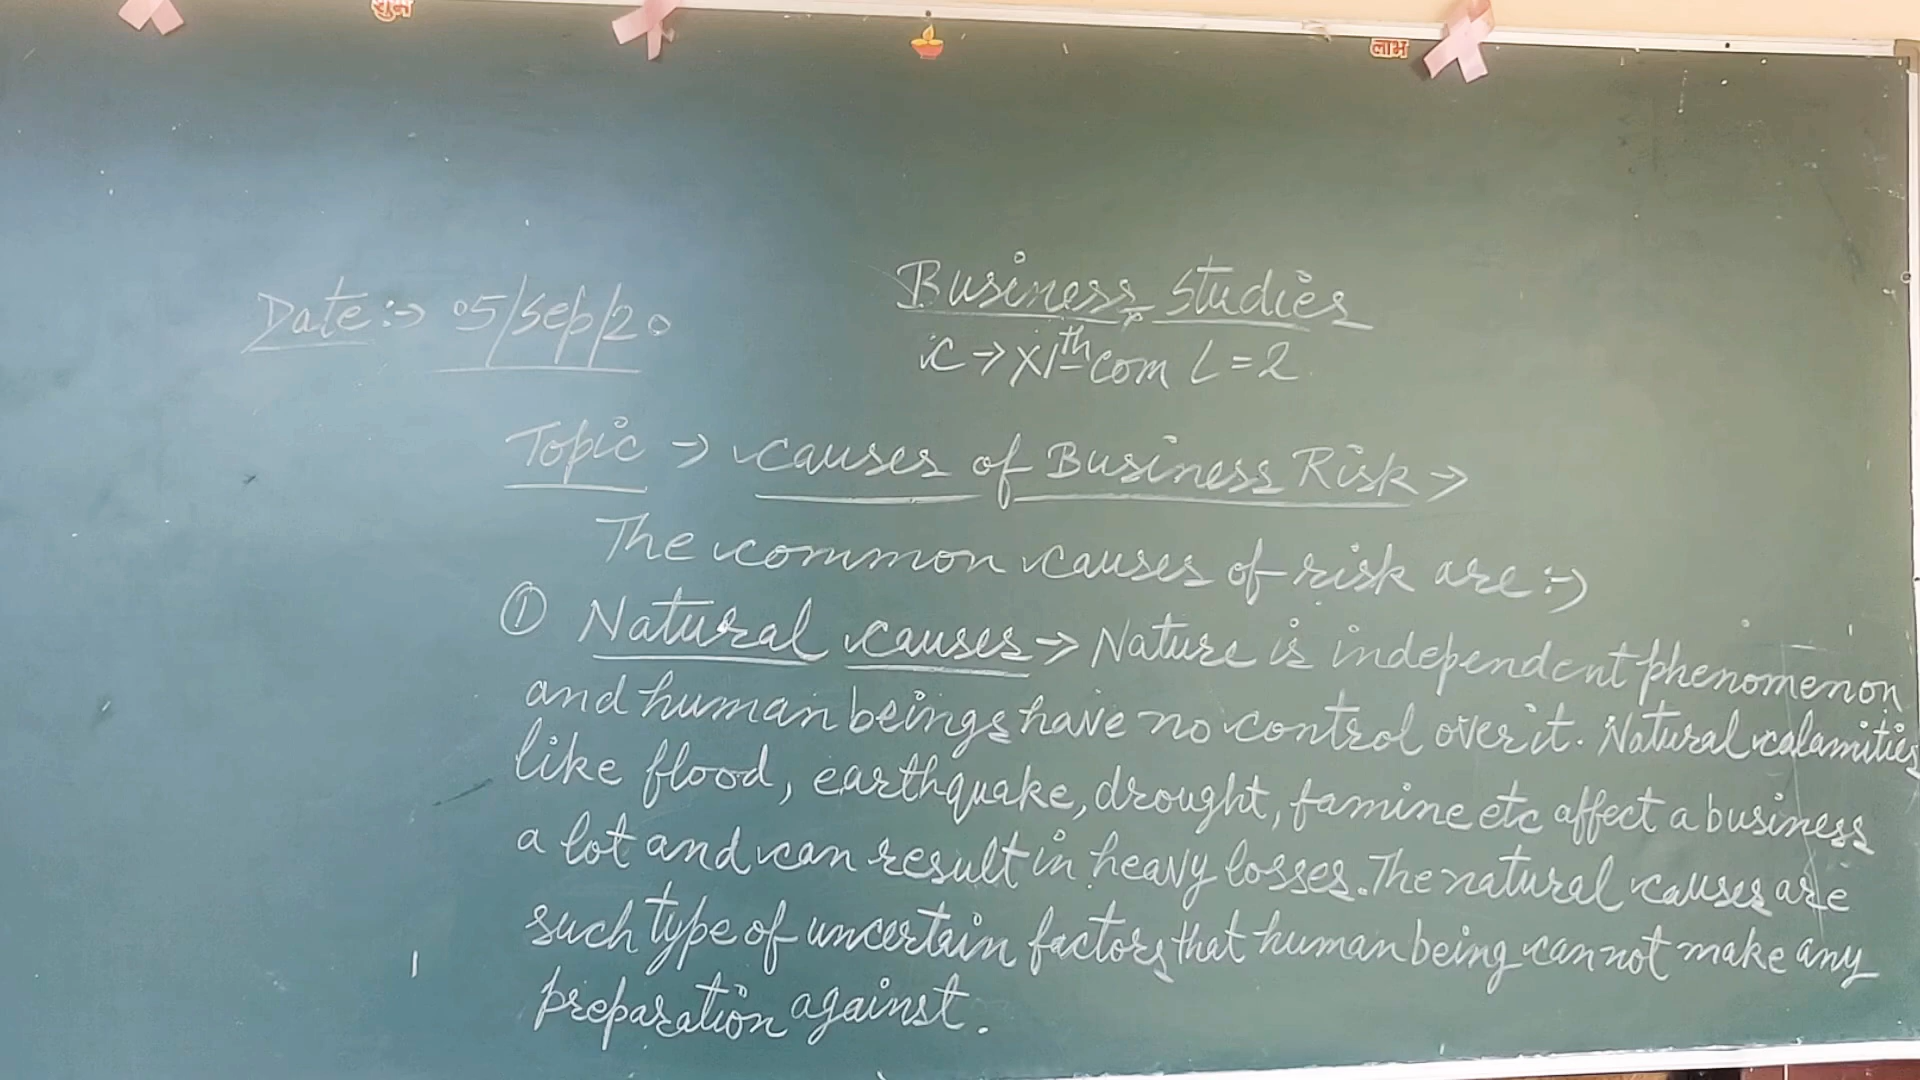 शुभ
लाभ
Business Studies
Date:→ 05/Sep/20
C → XIth Com L = 2
Topic → Causes of Business Risk →
The common causes of risk are :→
① Natural causes → Nature is independent phenomenon
and human beings have no control over it. Natural calamities
like flood, earthquake, drought, famine etc affect a business
a lot and can result in heavy losses. The natural causes are
such type of uncertain factors that human being can not make any
preparation against.